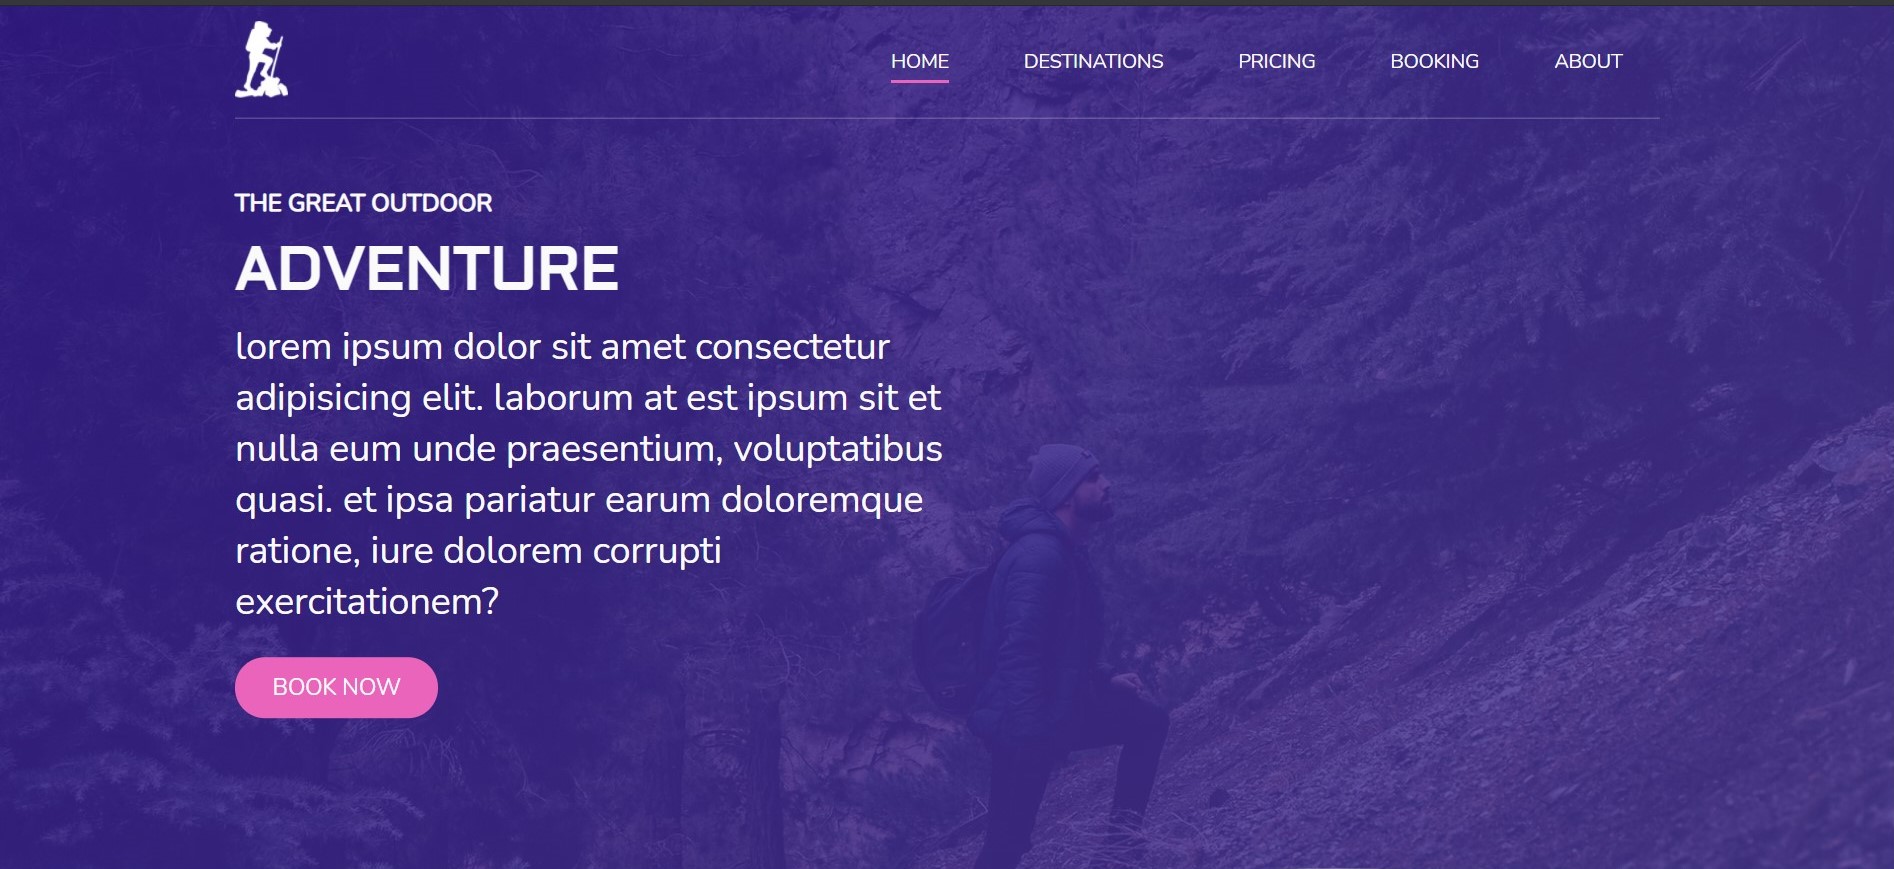 HOME DESTINATIONS PRICING BOOKING ABOUT
THE GREAT OUTDOOR
ADVENTURE
lorem ipsum dolor sit amet consectetur
adipisicing elit. laborum at est ipsum sit et
nulla eum unde praesentium, voluptatibus
quasi. et ipsa pariatur earum doloremque
ratione, iure dolorem corrupti
exercitationem?
BOOK NOW